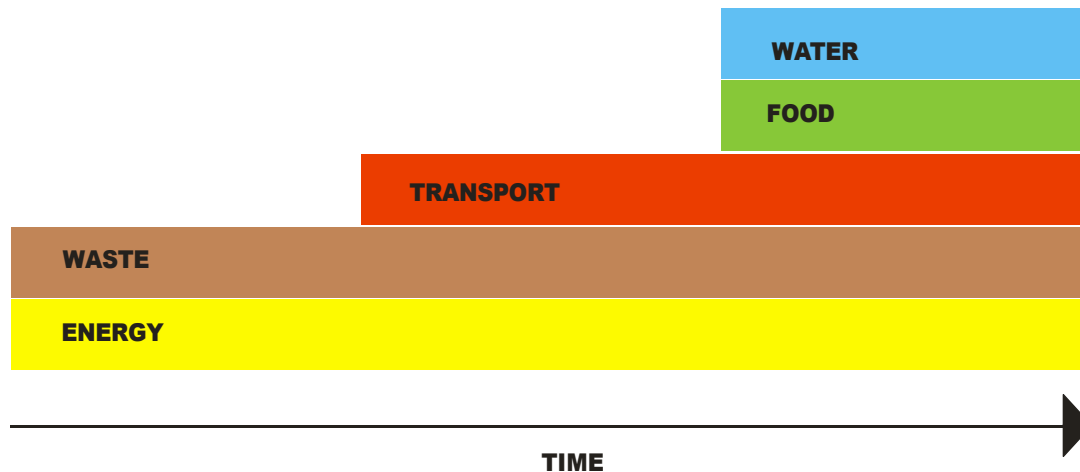 WATER
FOOD
TRANSPORT
WASTE
ENERGY
TIME